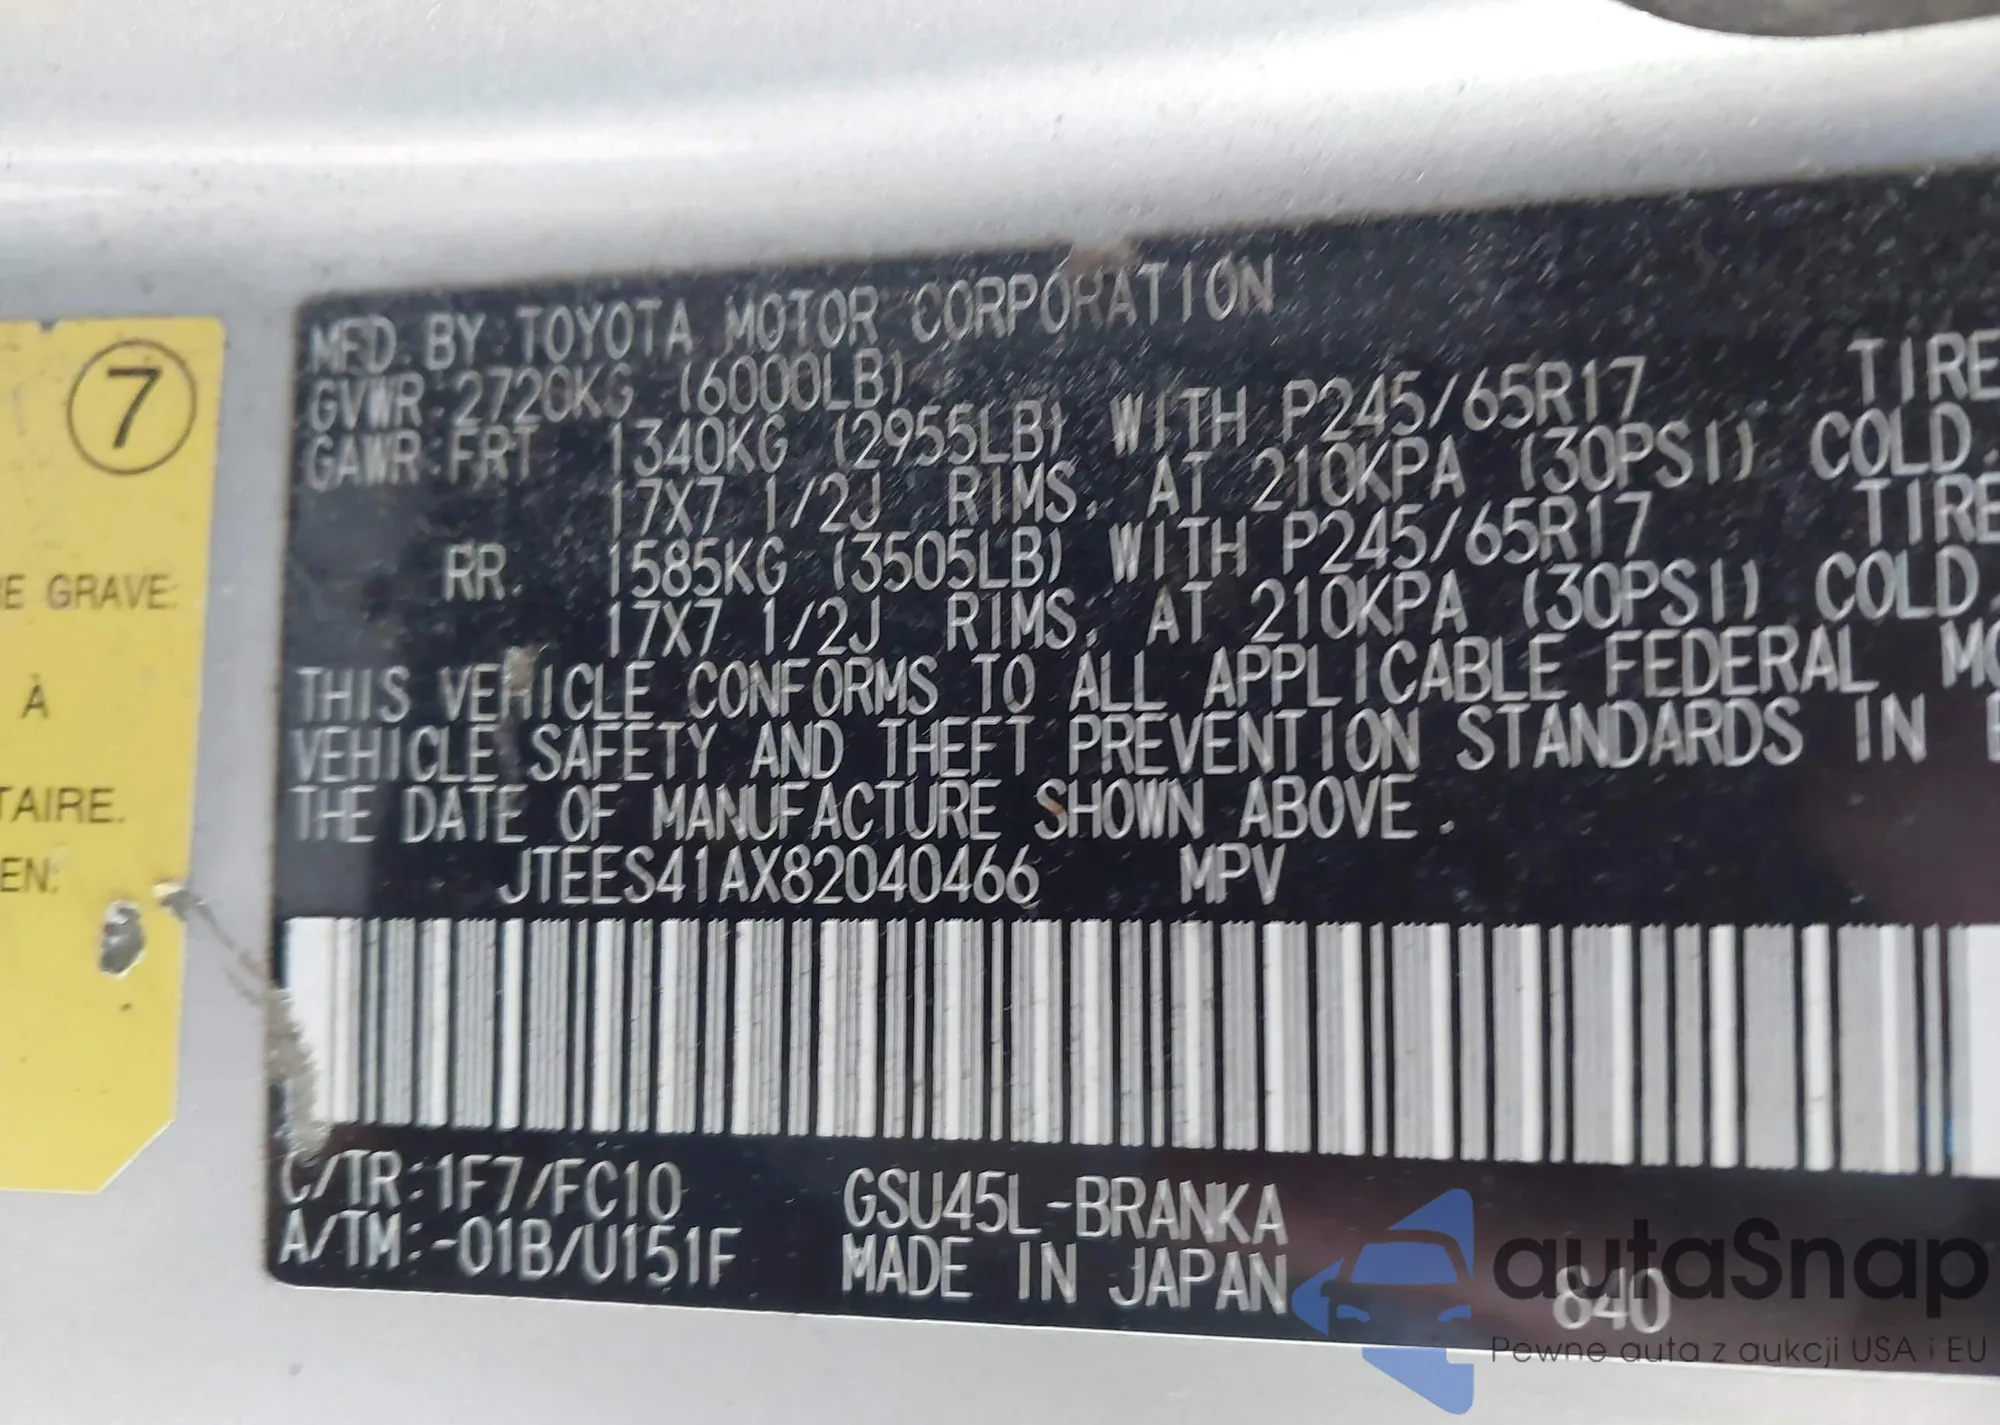 7
E GRAVE:
À
TAIRE.
EN:
MFD. BY: TOYOTA MOTOR CORPORATION
GVWR:2720KG (6000LB)
GAWR:FRT 1340KG (2955LB) WITH P245/65R17 TIRE
17X7 1/2J RIMS, AT 210KPA (30PSI) COLD.
RR. 1585KG (3505LB) WITH P245/65R17 TIRE
17X7 1/2J RIMS, AT 210KPA (30PSI) COLD.
THIS VEHICLE CONFORMS TO ALL APPLICABLE FEDERAL MO
VEHICLE SAFETY AND THEFT PREVENTION STANDARDS IN
THE DATE OF MANUFACTURE SHOWN ABOVE.
JTEES41AX82040466 MPV
C/TR:1F7/FC10 GSU45L-BRANKA
A/TM:-01B/U151F MADE IN JAPAN 840
autaSnap
Pewne auta z aukcji USA i EU